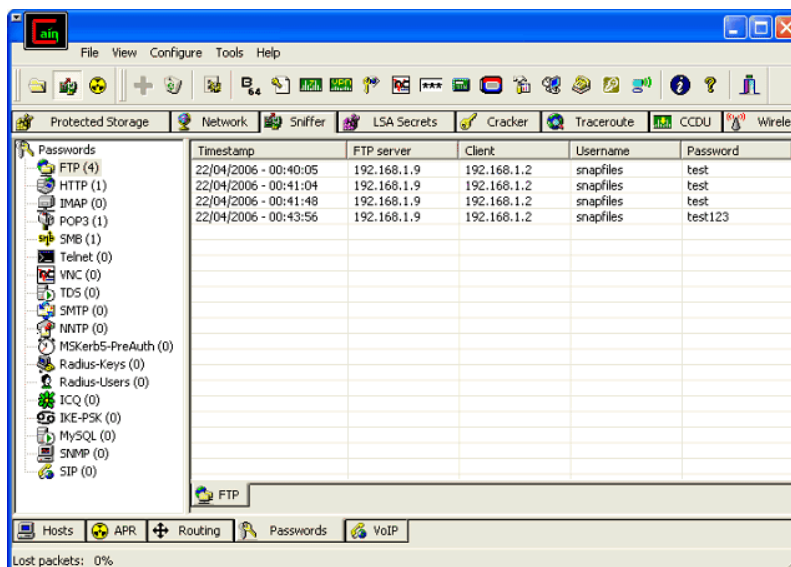 Cain
File View Configure Tools Help
B64
Protected Storage Network Sniffer LSA Secrets Cracker Traceroute CCDU Wirele
Passwords
FTP (4)
HTTP (1)
IMAP (0)
POP3 (1)
SMB (1)
Telnet (0)
VNC (0)
TDS (0)
SMTP (0)
NNTP (0)
MSKerb5-PreAuth (0)
Radius-Keys (0)
Radius-Users (0)
ICQ (0)
IKE-PSK (0)
MySQL (0)
SNMP (0)
SIP (0)
Timestamp FTP server Client Username Password
22/04/2006 - 00:40:05 192.168.1.9 192.168.1.2 snapfiles test
22/04/2006 - 00:41:04 192.168.1.9 192.168.1.2 snapfiles test
22/04/2006 - 00:41:48 192.168.1.9 192.168.1.2 snapfiles test
22/04/2006 - 00:43:56 192.168.1.9 192.168.1.2 snapfiles test123
FTP
Hosts APR Routing Passwords VoIP
Lost packets: 0%